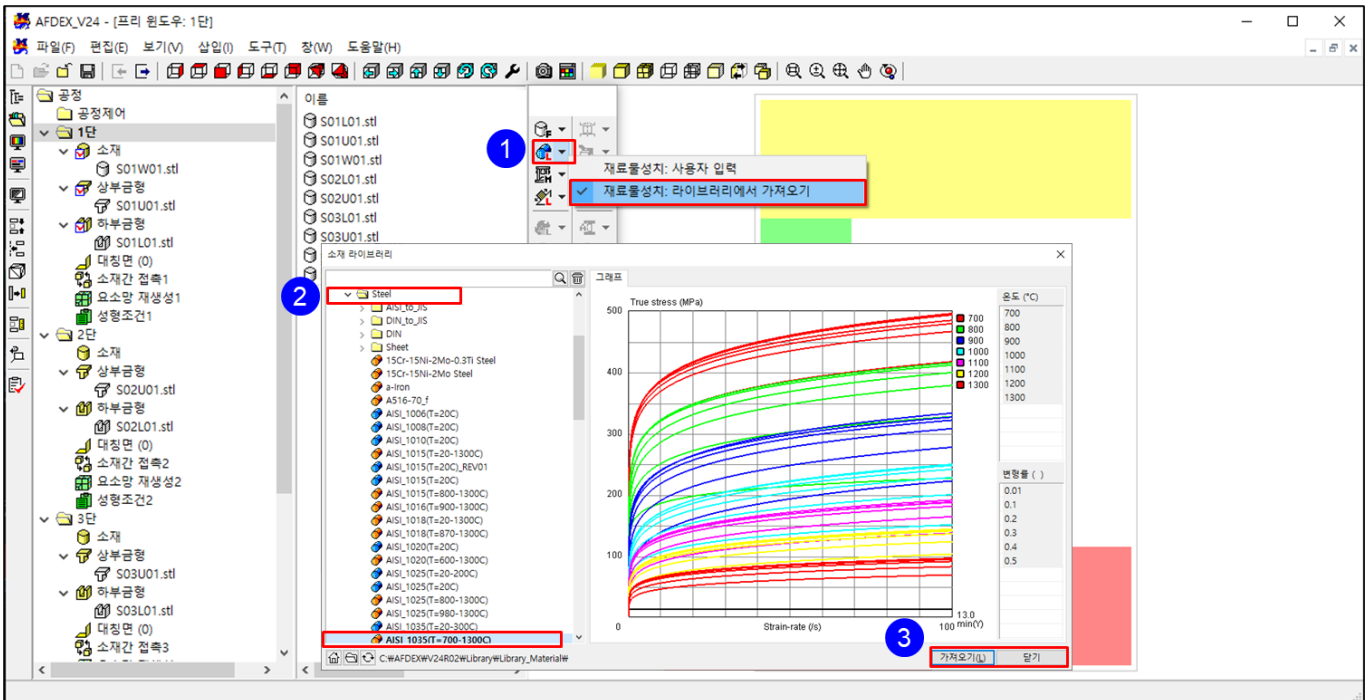 AFDEX_V24 - [프리 윈도우: 1단]
파일(F) 편집(E) 보기(V) 삽입(I) 도구(T) 창(W) 도움말(H)
공정
공정제어
1단
소재
S01W01.stl
상부금형
S01U01.stl
하부금형
S01L01.stl
대칭면 (0)
소재간 접촉1
요소망 재생성1
성형조건1
2단
소재
상부금형
S02U01.stl
하부금형
S02L01.stl
대칭면 (0)
소재간 접촉2
요소망 재생성2
성형조건2
3단
소재
상부금형
S03U01.stl
하부금형
S03L01.stl
대칭면 (0)
소재간 접촉3
이름
S01L01.stl
S01U01.stl
S01W01.stl
S02L01.stl
S02U01.stl
S03L01.stl
S03U01.stl
1
재료물성치: 사용자 입력
재료물성치: 라이브러리에서 가져오기
소재 라이브러리
2
Steel
AISI_to_JIS
DIN_to_JIS
DIN
Sheet
15Cr-15Ni-2Mo-0.3Ti Steel
15Cr-15Ni-2Mo Steel
a-Iron
A516-70_f
AISI_1006(T=20C)
AISI_1008(T=20C)
AISI_1010(T=20C)
AISI_1015(T=20-1300C)
AISI_1015(T=20C)_REV01
AISI_1015(T=20C)
AISI_1015(T=800-1300C)
AISI_1016(T=900-1300C)
AISI_1018(T=20-1300C)
AISI_1018(T=870-1300C)
AISI_1020(T=20C)
AISI_1020(T=600-1300C)
AISI_1025(T=20-200C)
AISI_1025(T=20C)
AISI_1025(T=800-1300C)
AISI_1025(T=980-1300C)
AISI_1035(T=20-300C)
AISI_1035(T=700-1300C)
C:₩AFDEX₩V24R02₩Library₩Library_Material₩
그래프
True stress (MPa)
500
400
300
200
100
0
Strain-rate (/s)
100
13.0
min(Y)
700
800
900
1000
1100
1200
1300
온도 (°C)
700
800
900
1000
1100
1200
1300
변형률 ( )
0.01
0.1
0.2
0.3
0.4
0.5
3
가져오기(L)
닫기